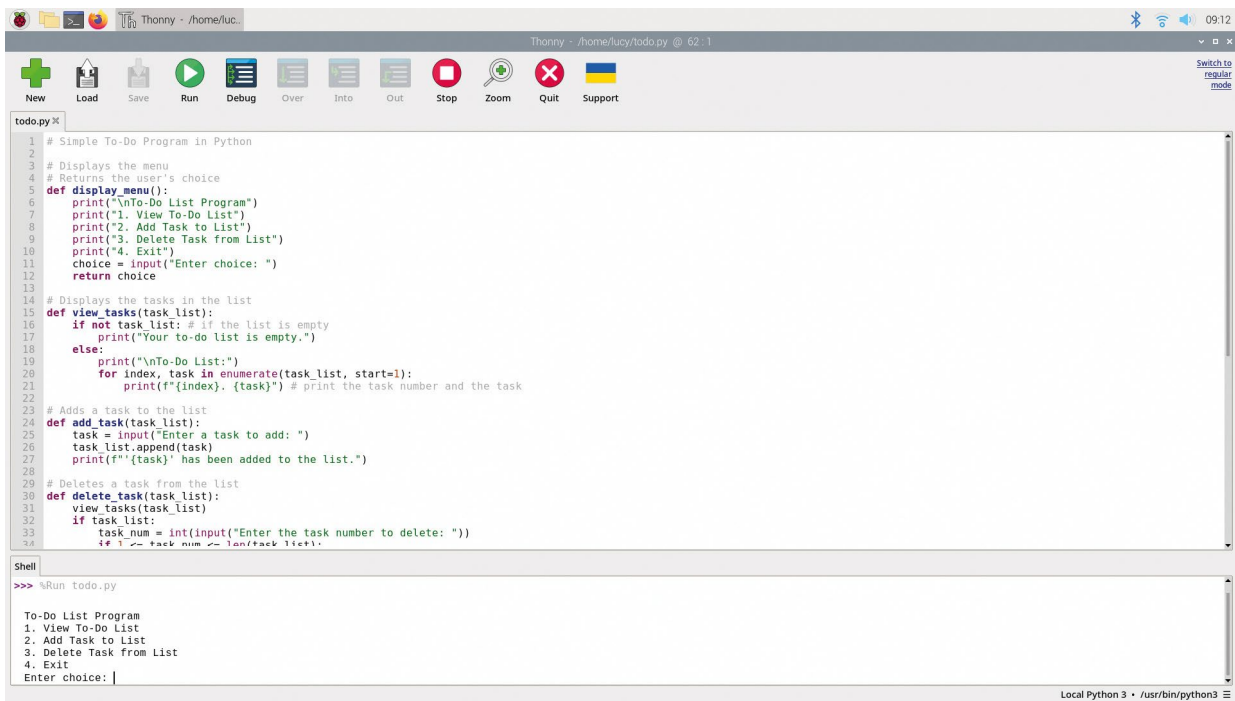 Thonny - /home/luc..
09:12
Thonny - /home/lucy/todo.py @ 62:1
New Load Save Run Debug Over Into Out Stop Zoom Quit Support
Switch to
regular
mode
todo.py
1 # Simple To-Do Program in Python
2
3 # Displays the menu
4 # Returns the user's choice
5 def display_menu():
6     print("\nTo-Do List Program")
7     print("1. View To-Do List")
8     print("2. Add Task to List")
9     print("3. Delete Task from List")
10     print("4. Exit")
11     choice = input("Enter choice: ")
12     return choice
13
14 # Displays the tasks in the list
15 def view_tasks(task_list):
16     if not task_list: # if the list is empty
17         print("Your to-do list is empty.")
18     else:
19         print("\nTo-Do List:")
20         for index, task in enumerate(task_list, start=1):
21             print(f"{index}. {task}") # print the task number and the task
22
23 # Adds a task to the list
24 def add_task(task_list):
25     task = input("Enter a task to add: ")
26     task_list.append(task)
27     print(f"'{task}' has been added to the list.")
28
29 # Deletes a task from the list
30 def delete_task(task_list):
31     view_tasks(task_list)
32     if task_list:
33         task_num = int(input("Enter the task number to delete: "))
34         if 1 <= task_num <= len(task_list):
Shell
>>> %Run todo.py
To-Do List Program
1. View To-Do List
2. Add Task to List
3. Delete Task from List
4. Exit
Enter choice:
Local Python 3 • /usr/bin/python3 ☰